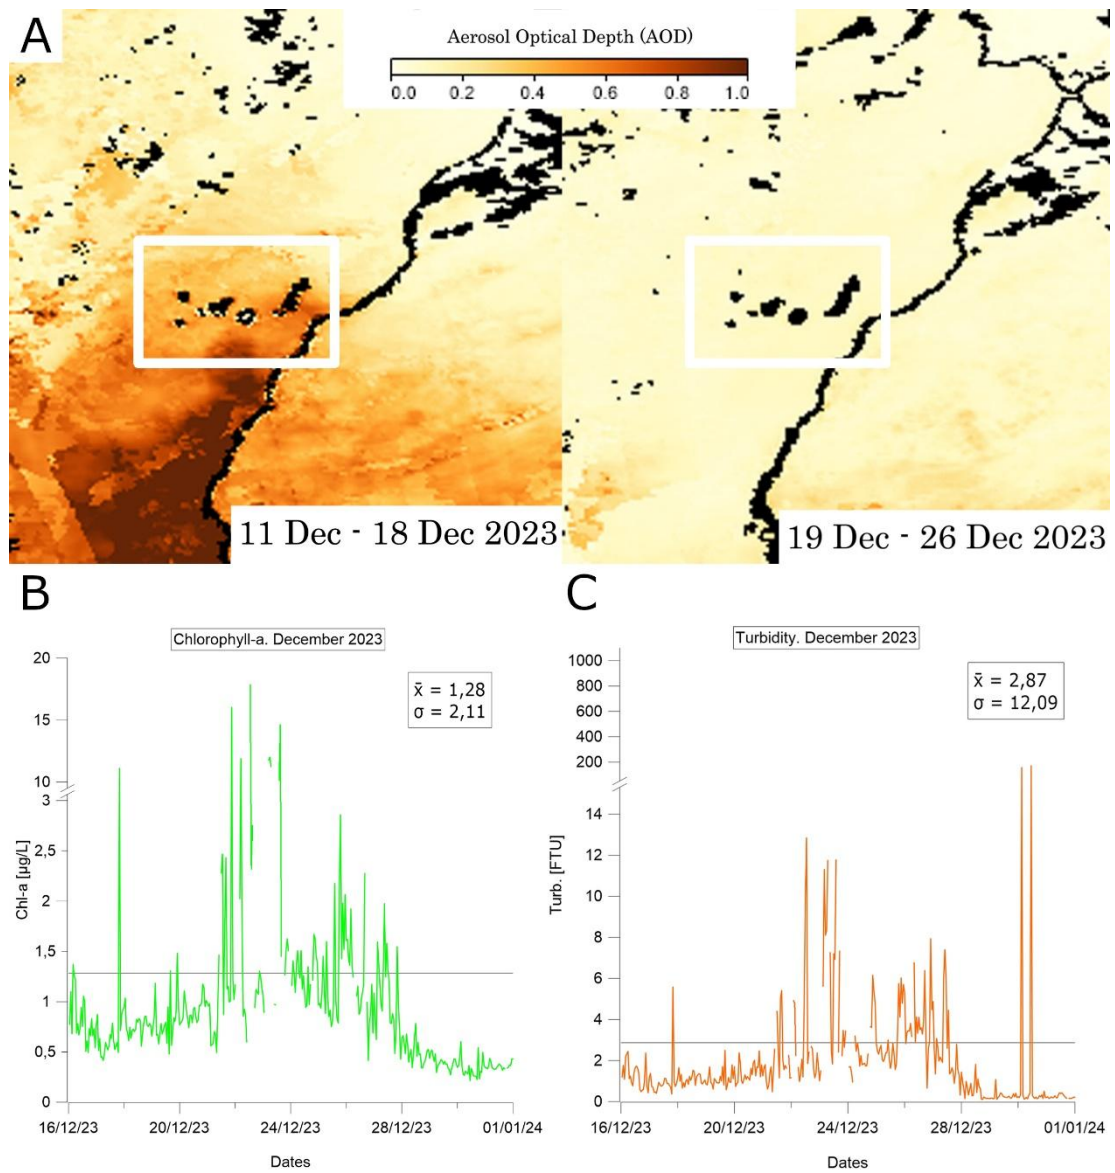 A
Aerosol Optical Depth (AOD)
0.0 0.2 0.4 0.6 0.8 1.0
11 Dec - 18 Dec 2023
19 Dec - 26 Dec 2023
B
Chlorophyll-a. December 2023
x̄ = 1,28
σ = 2,11
20
15
10
3
2,5
2
1,5
1
0,5
0
Chl-a [µg/L]
16/12/23 20/12/23 24/12/23 28/12/23 01/01/24
Dates
C
Turbidity. December 2023
x̄ = 2,87
σ = 12,09
1000
800
600
400
200
14
12
10
8
6
4
2
0
Turb. [FTU]
16/12/23 20/12/23 24/12/23 28/12/23 01/01/24
Dates